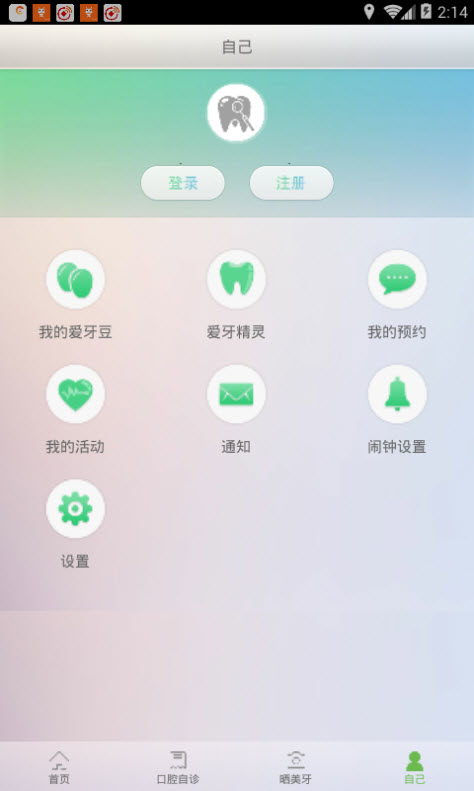 2:14
自己
登录
注册
我的爱牙豆
爱牙精灵
我的预约
我的活动
通知
闹钟设置
设置
首页
口腔自诊
晒美牙
自己